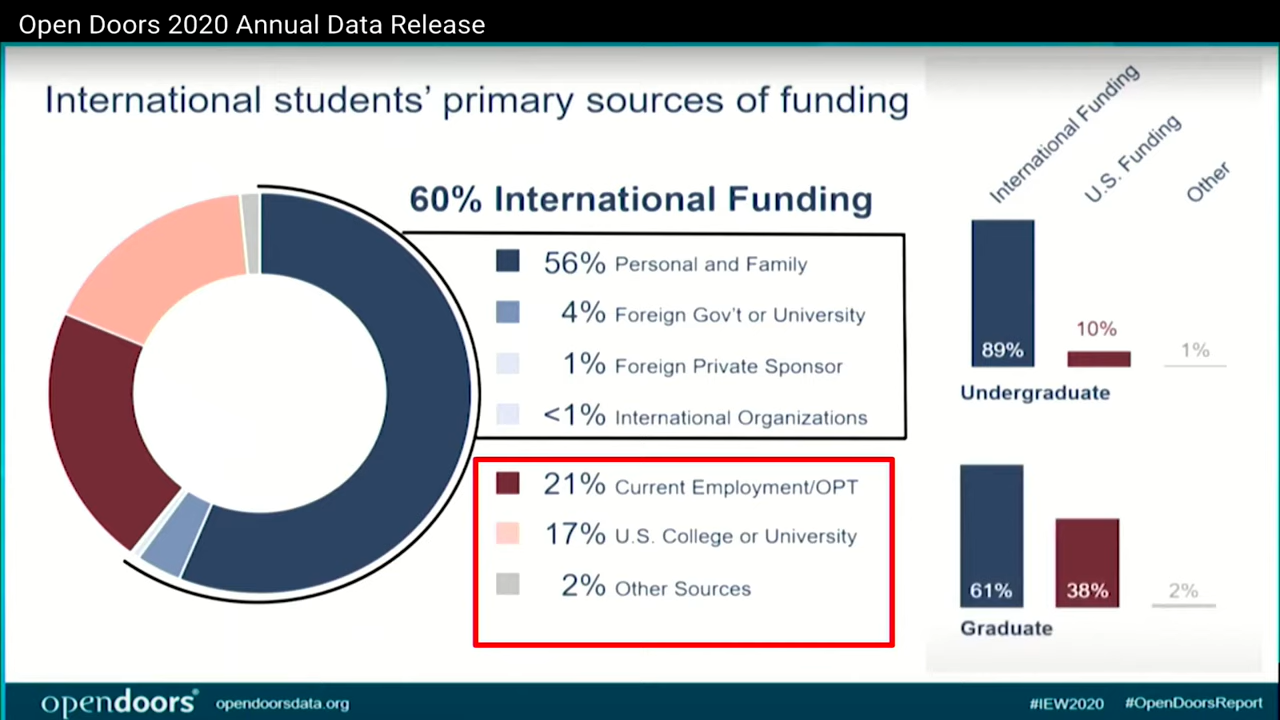 Open Doors 2020 Annual Data Release
International students’ primary sources of funding
60% International Funding
56% Personal and Family
4% Foreign Gov’t or University
1% Foreign Private Sponsor
<1% International Organizations
21% Current Employment/OPT
17% U.S. College or University
2% Other Sources
International Funding
U.S. Funding
Other
89%
10%
1%
Undergraduate
61%
38%
2%
Graduate
opendoors®
opendoorsdata.org
#IEW2020 #OpenDoorsReport